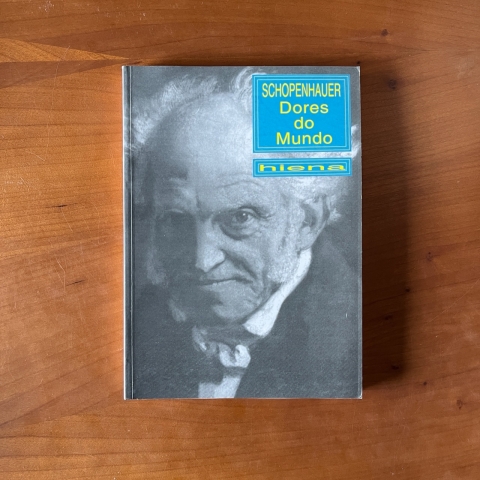 SCHOPENHAUER
Dores
do
Mundo
hiena